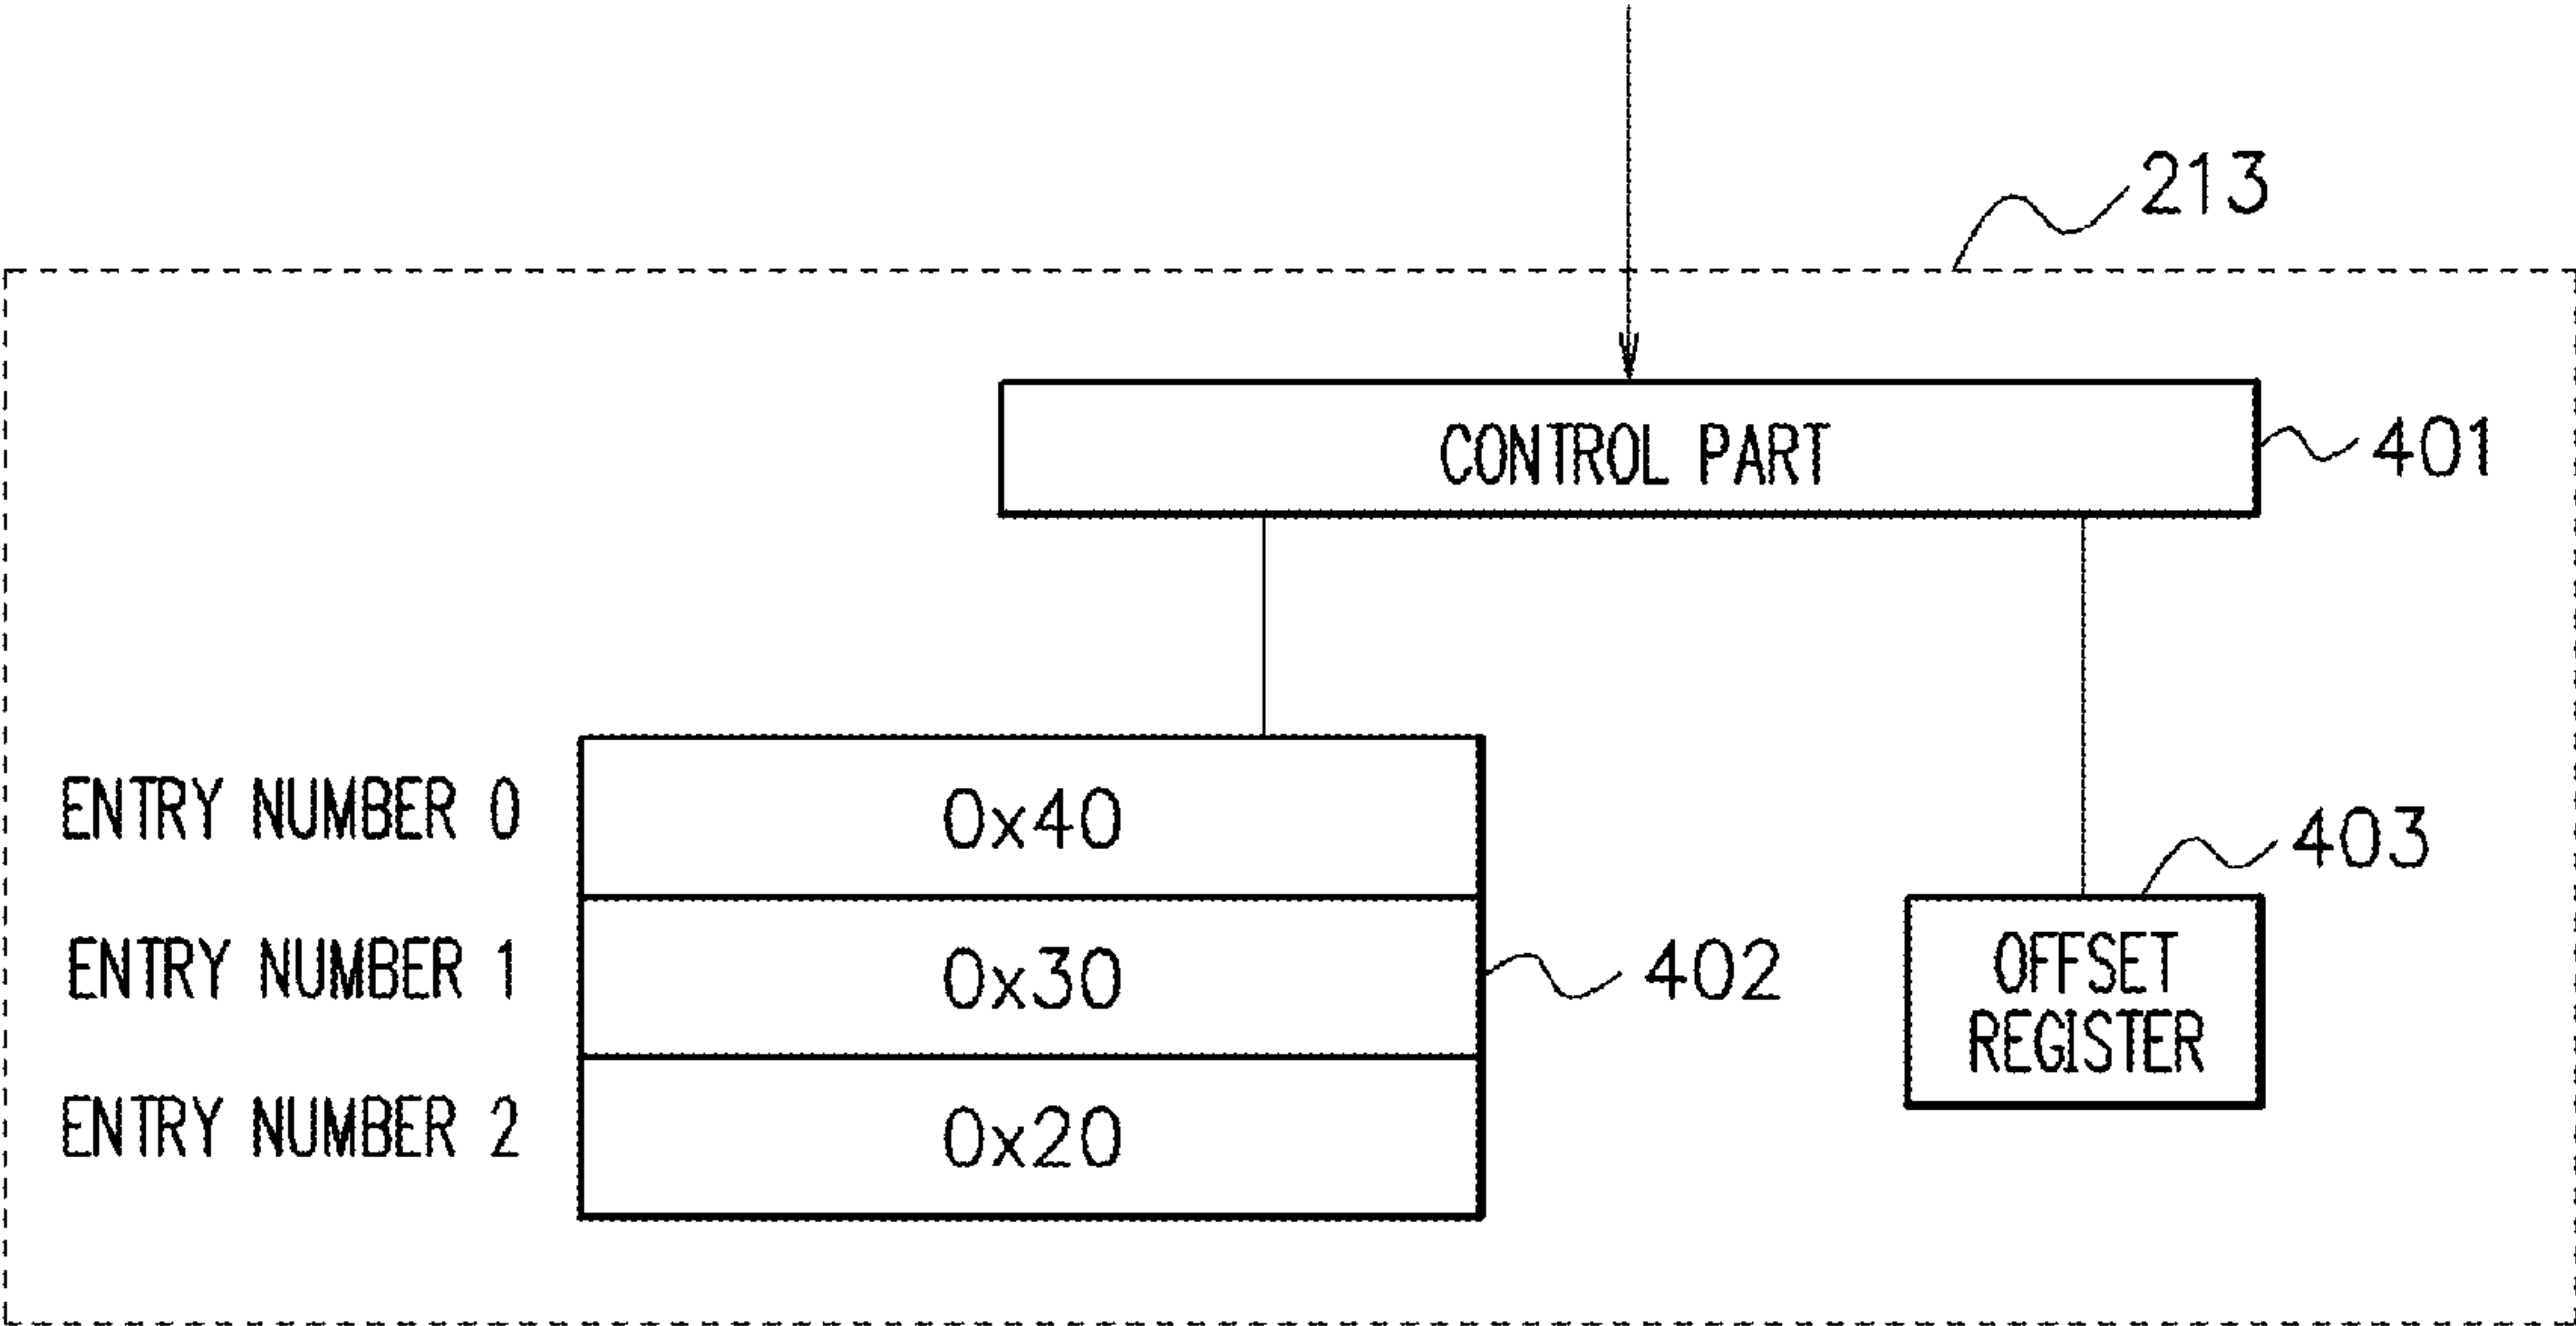 213
CONTROL PART
401
ENTRY NUMBER 0
0x40
403
ENTRY NUMBER 1
0x30
402
OFFSET
REGISTER
ENTRY NUMBER 2
0x20